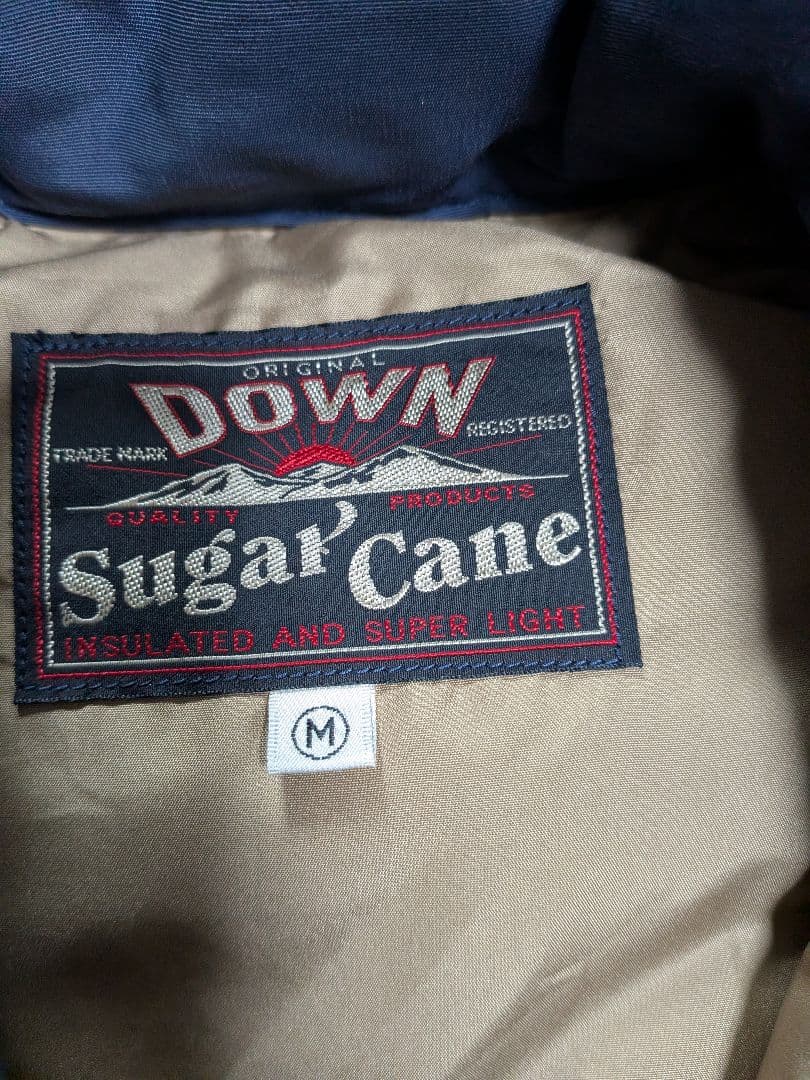 ORIGINAL
DOWN
TRADE MARK
REGISTERED
QUALITY PRODUCTS
Sugar Cane
INSULATED AND SUPER LIGHT
M